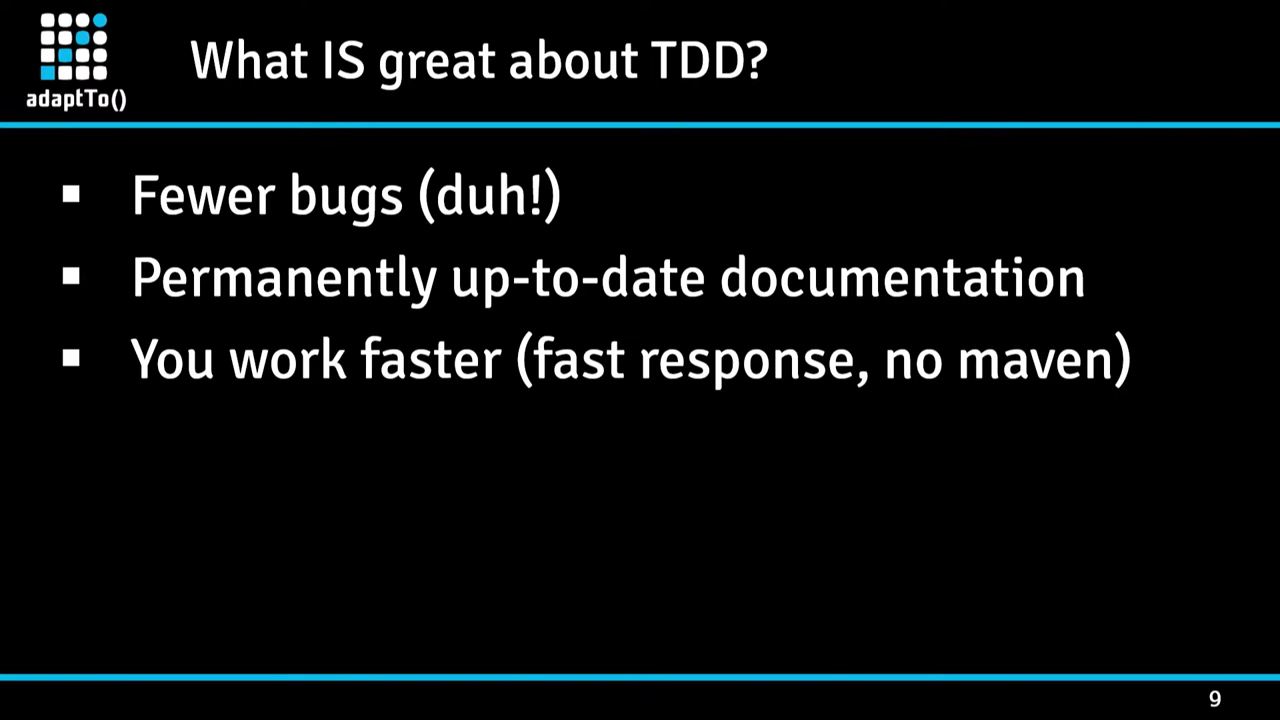 What IS great about TDD?
adaptTo()
▪ Fewer bugs (duh!)
▪ Permanently up-to-date documentation
▪ You work faster (fast response, no maven)
9